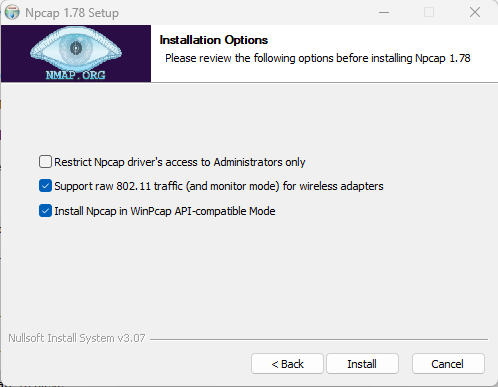 Npcap 1.78 Setup
NMAP.ORG
Installation Options
Please review the following options before installing Npcap 1.78
Restrict Npcap driver's access to Administrators only
Support raw 802.11 traffic (and monitor mode) for wireless adapters
Install Npcap in WinPcap API-compatible Mode
Nullsoft Install System v3.07
< Back
Install
Cancel